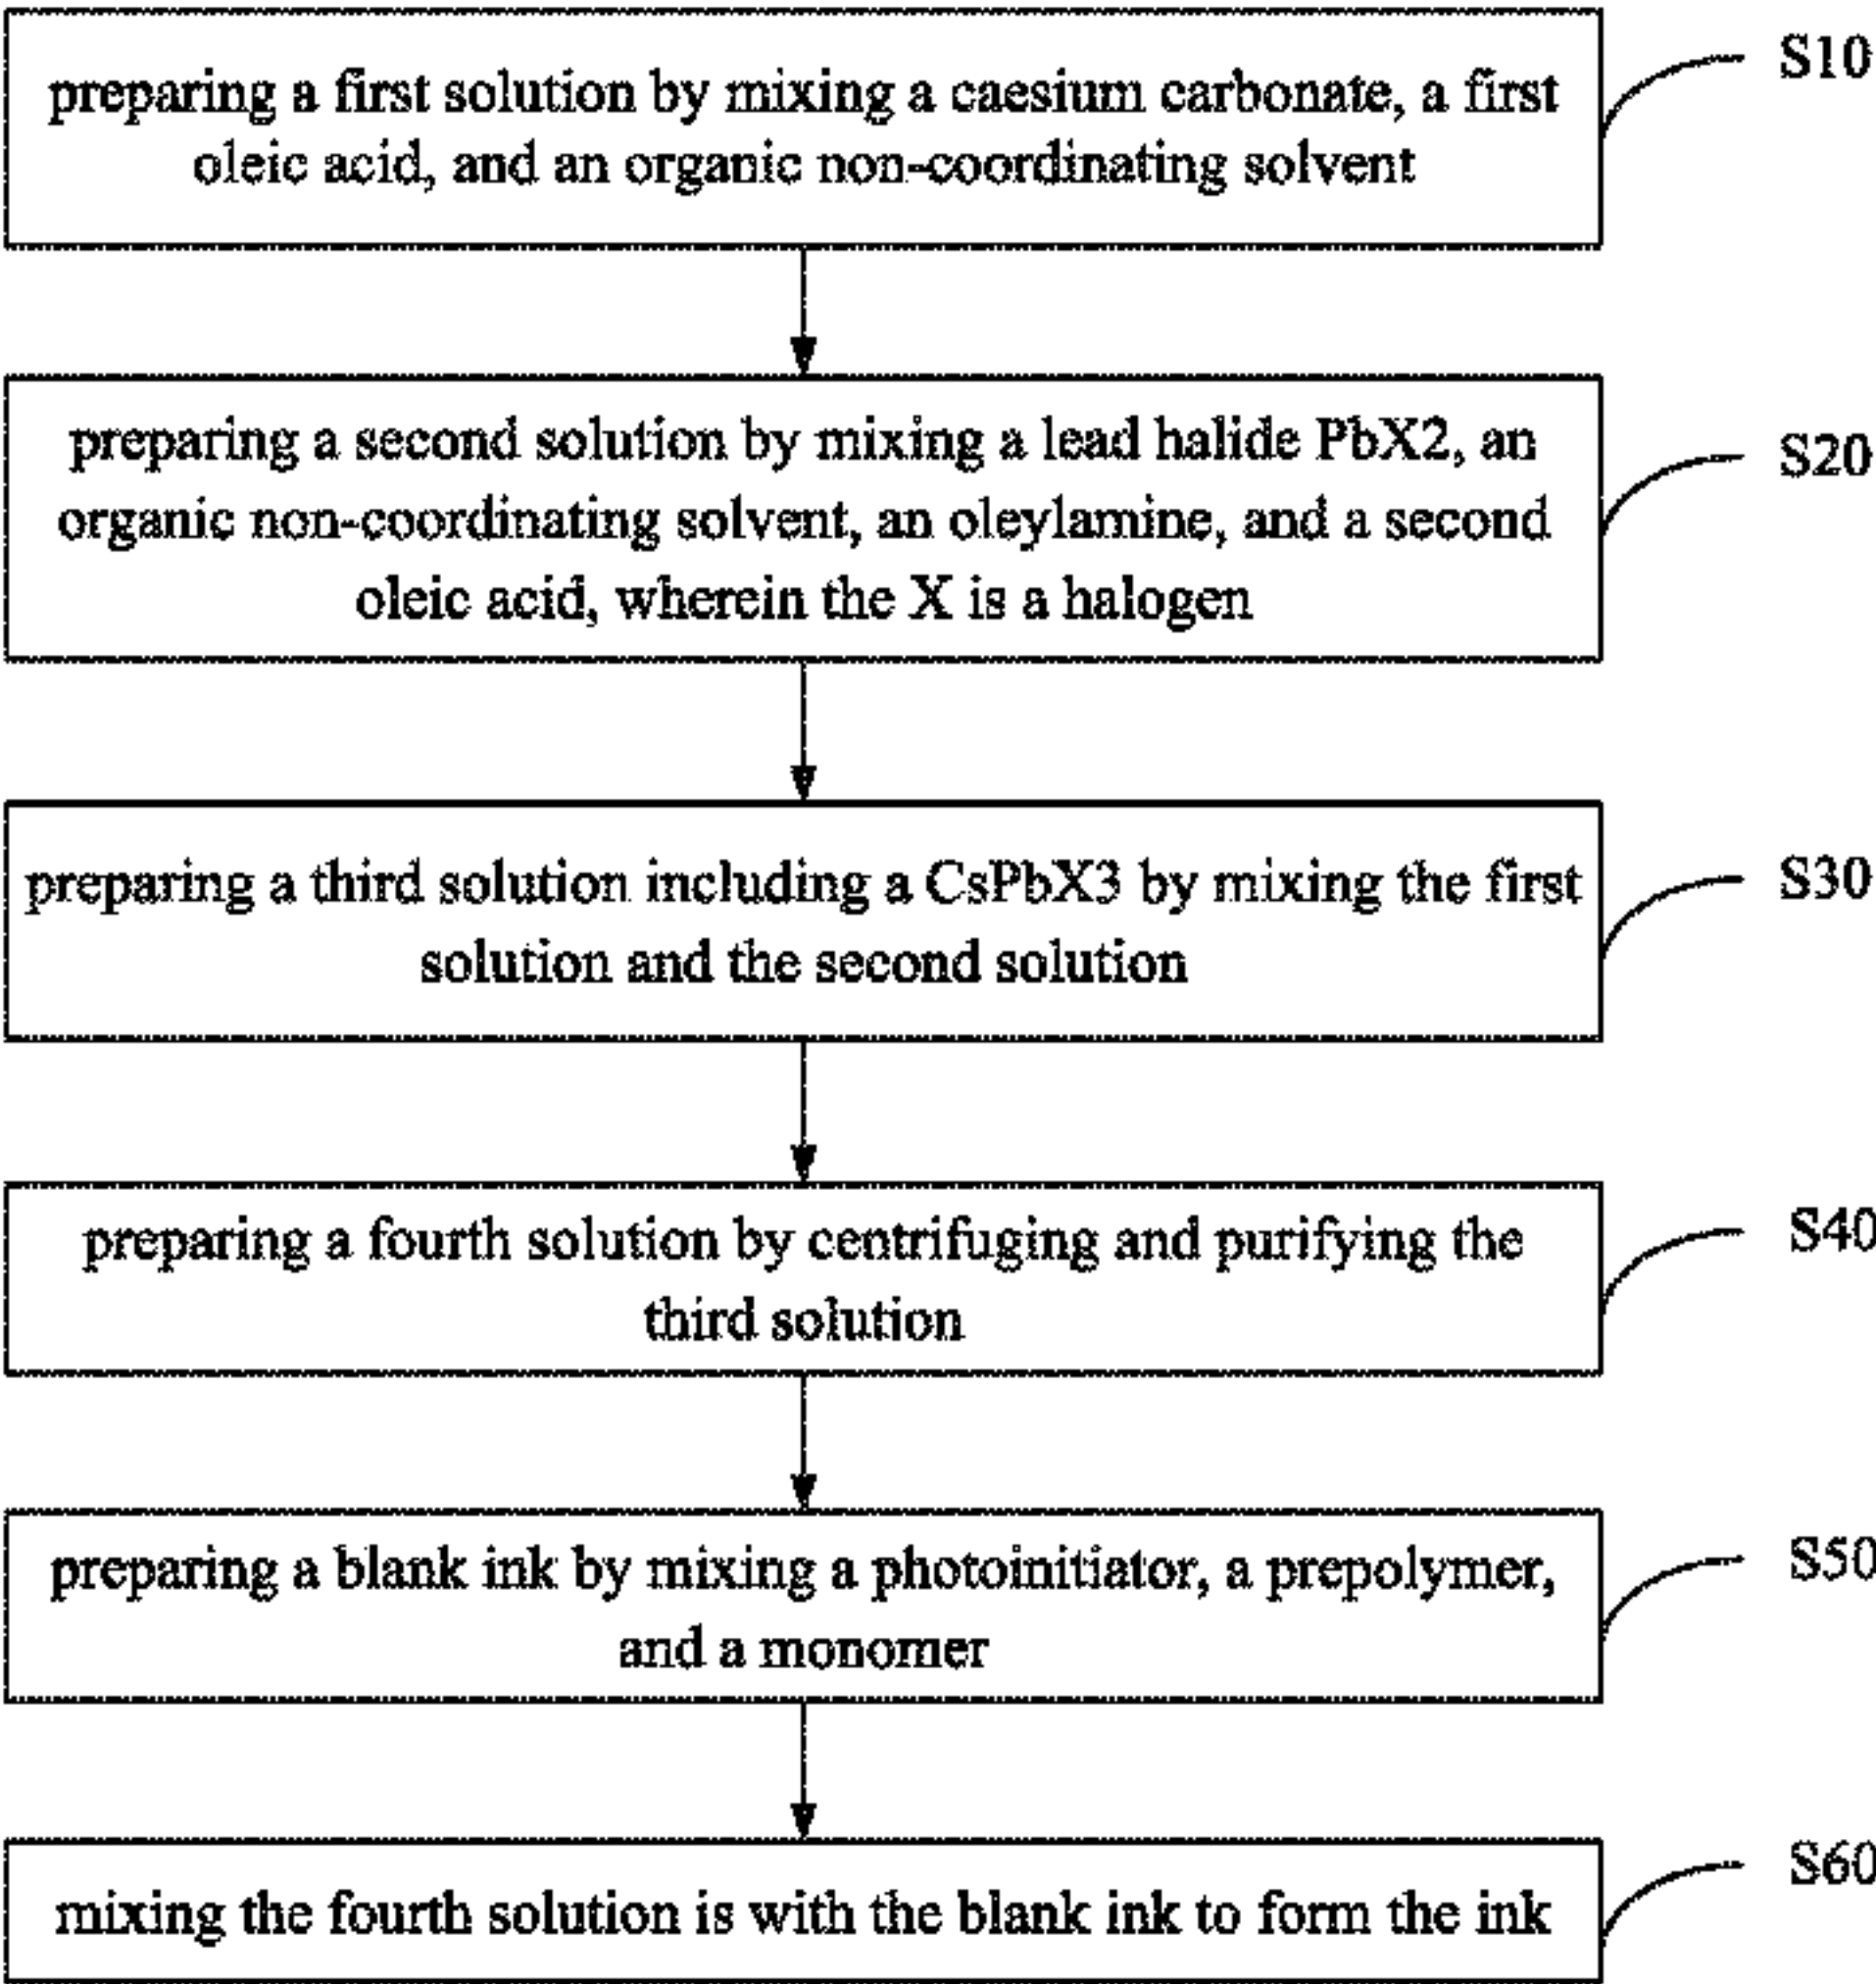 preparing a first solution by mixing a caesium carbonate, a first
oleic acid, and an organic non-coordinating solvent
S10
preparing a second solution by mixing a lead halide PbX2, an
organic non-coordinating solvent, an oleylamine, and a second
oleic acid, wherein the X is a halogen
S20
preparing a third solution including a CsPbX3 by mixing the first
solution and the second solution
S30
preparing a fourth solution by centrifuging and purifying the
third solution
S40
preparing a blank ink by mixing a photoinitiator, a prepolymer,
and a monomer
S50
mixing the fourth solution is with the blank ink to form the ink
S60